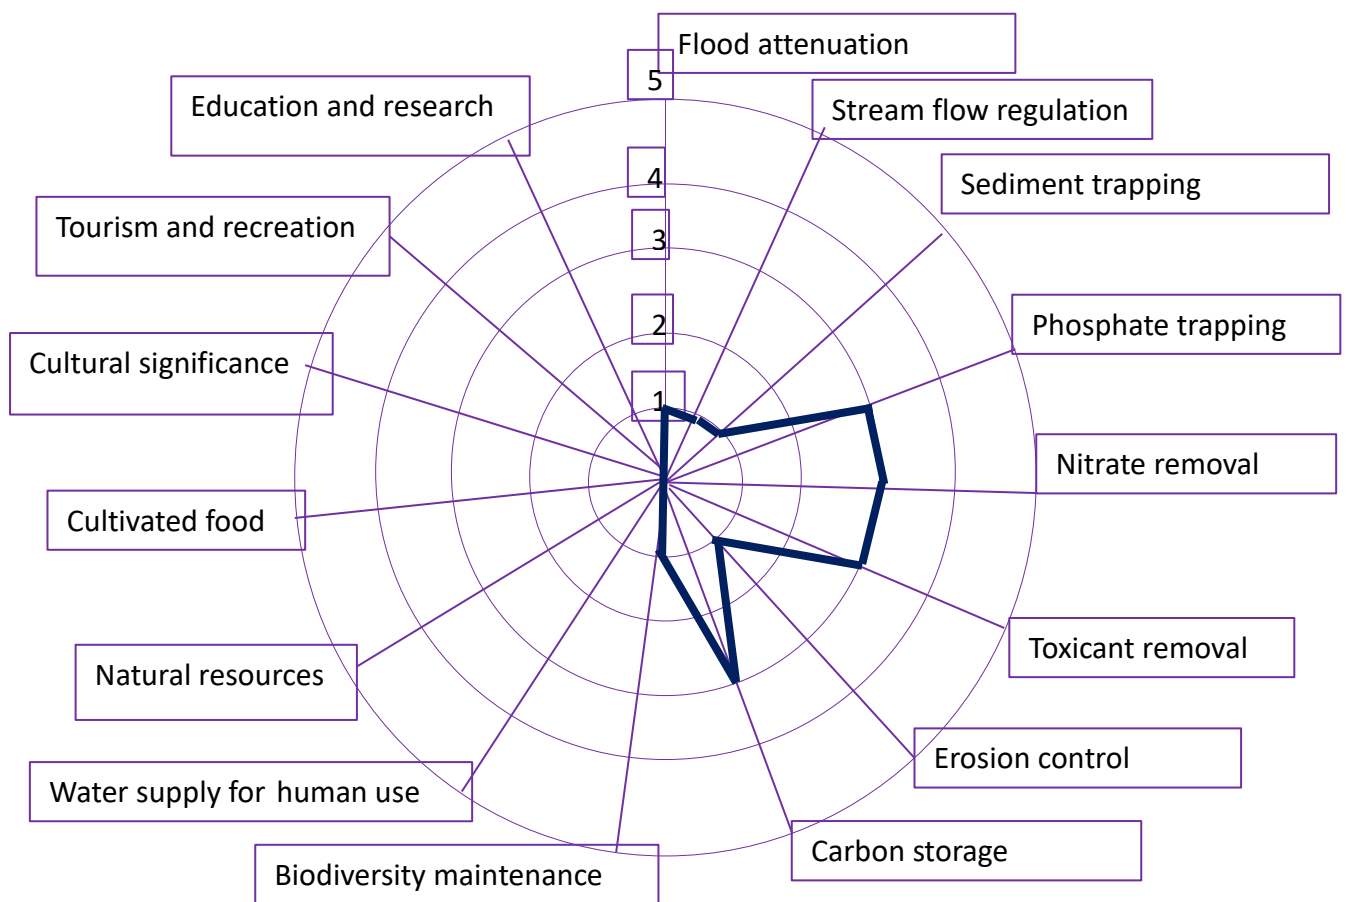 Flood attenuation
5
Education and research
Stream flow regulation
4
Sediment trapping
Tourism and recreation
3
2
Phosphate trapping
Cultural significance
1
Nitrate removal
Cultivated food
Toxicant removal
Natural resources
Erosion control
Water supply for human use
Carbon storage
Biodiversity maintenance